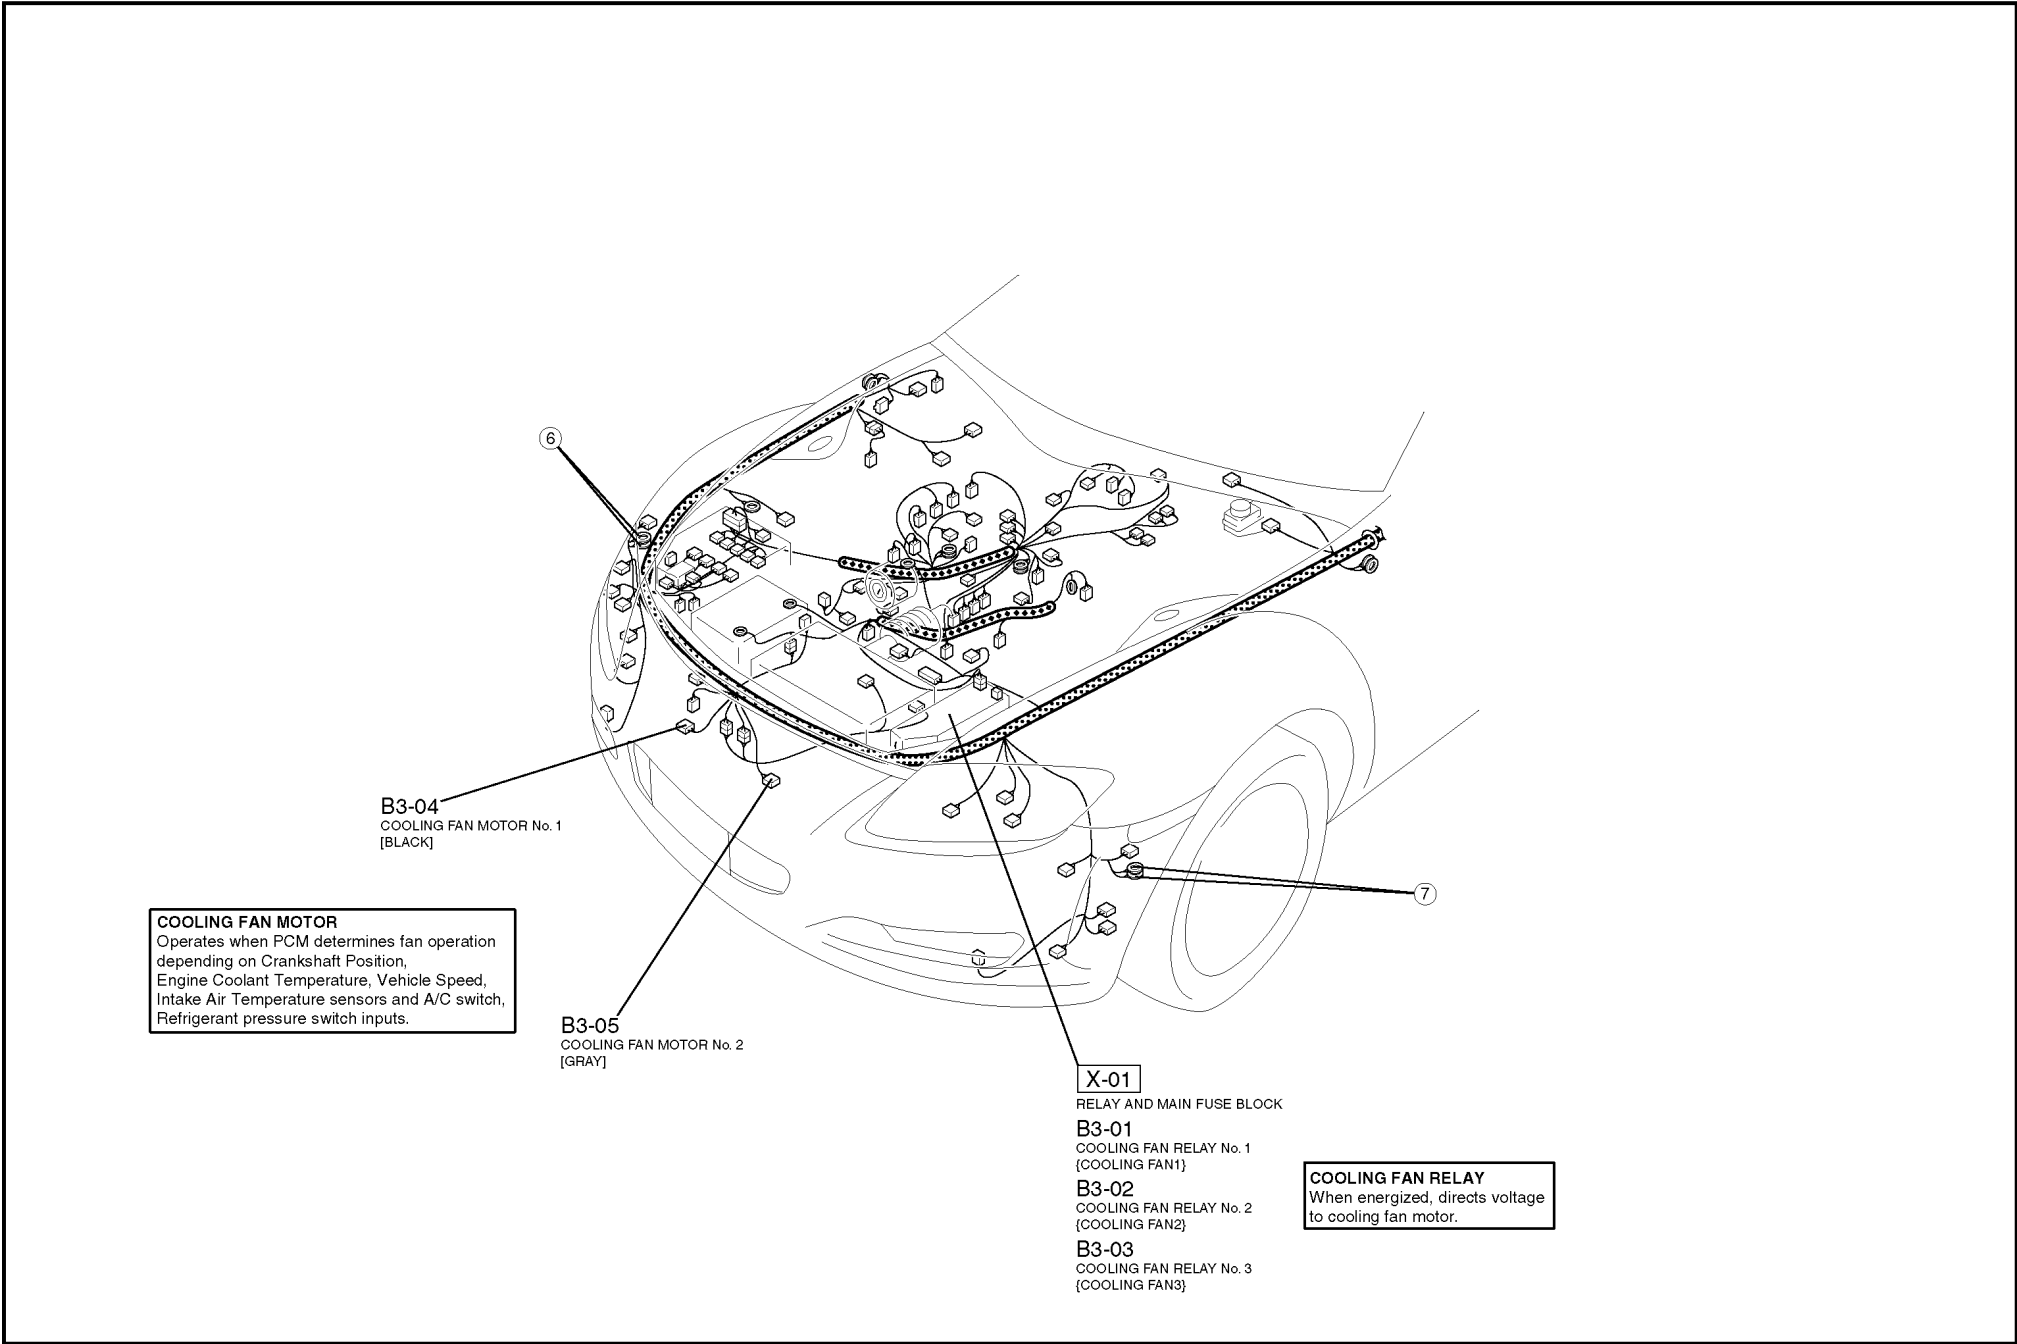 6
B3-04
COOLING FAN MOTOR No. 1
[BLACK]
7
COOLING FAN MOTOR
Operates when PCM determines fan operation
depending on Crankshaft Position,
Engine Coolant Temperature, Vehicle Speed,
Intake Air Temperature sensors and A/C switch,
Refrigerant pressure switch inputs.
B3-05
COOLING FAN MOTOR No. 2
[GRAY]
X-01
RELAY AND MAIN FUSE BLOCK
B3-01
COOLING FAN RELAY No. 1
{COOLING FAN1}
B3-02
COOLING FAN RELAY No. 2
{COOLING FAN2}
B3-03
COOLING FAN RELAY No. 3
{COOLING FAN3}
COOLING FAN RELAY
When energized, directs voltage
to cooling fan motor.